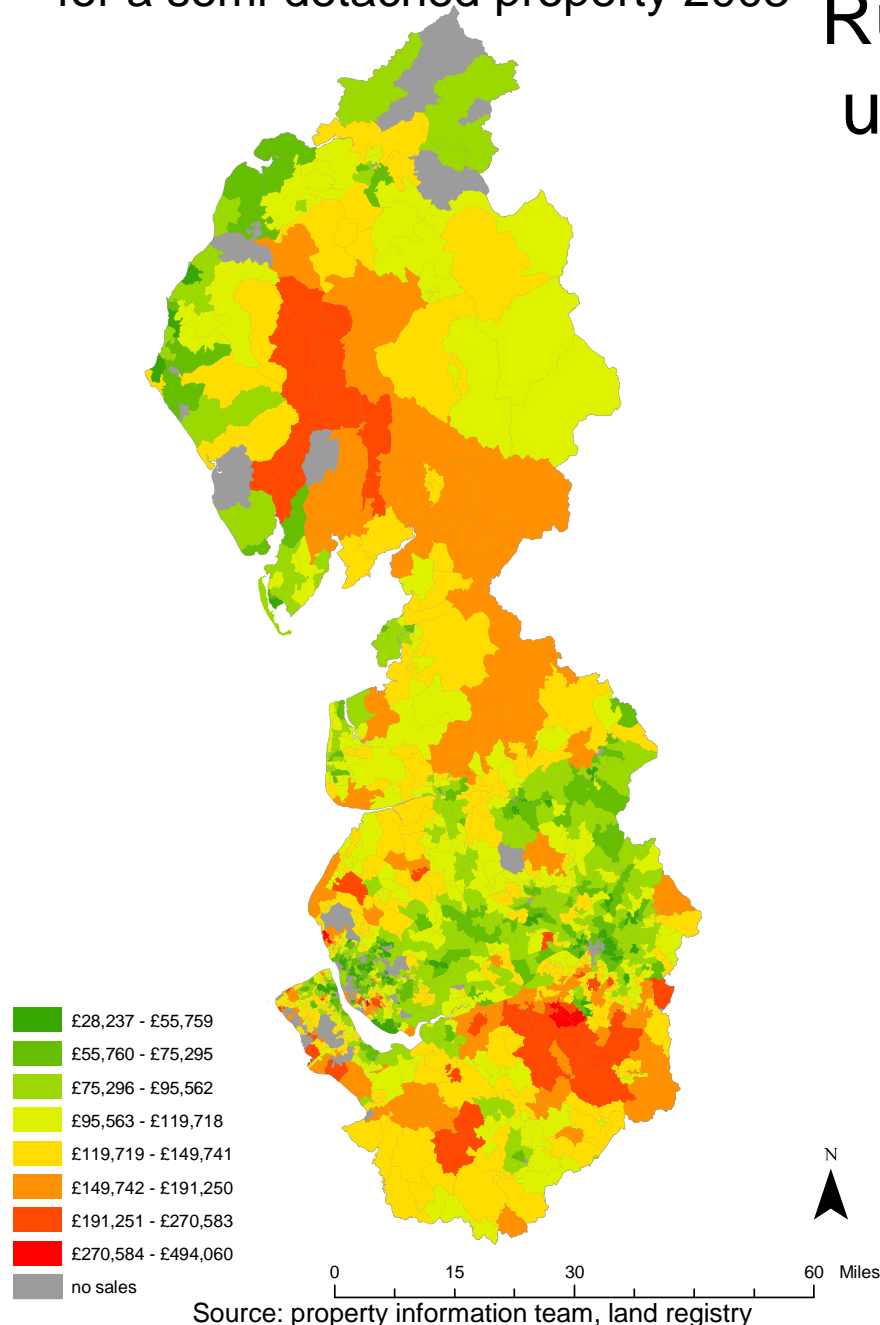 for a semi-detached property 2003
Ru
u
£28,237 - £55,759
£55,760 - £75,295
£75,296 - £95,562
£95,563 - £119,718
£119,719 - £149,741
£149,742 - £191,250
£191,251 - £270,583
£270,584 - £494,060
no sales
N
0 15 30 60 Miles
Source: property information team, land registry